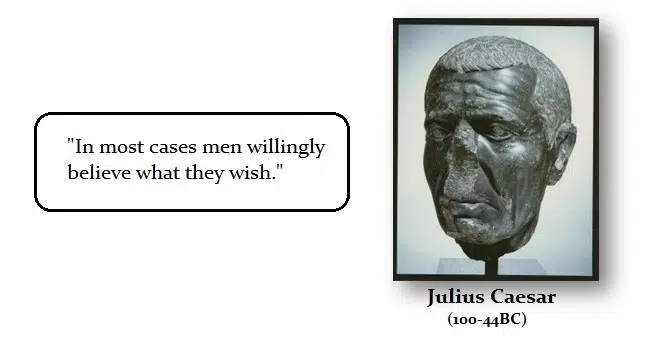 "In most cases men willingly
believe what they wish."
Julius Caesar
(100-44BC)